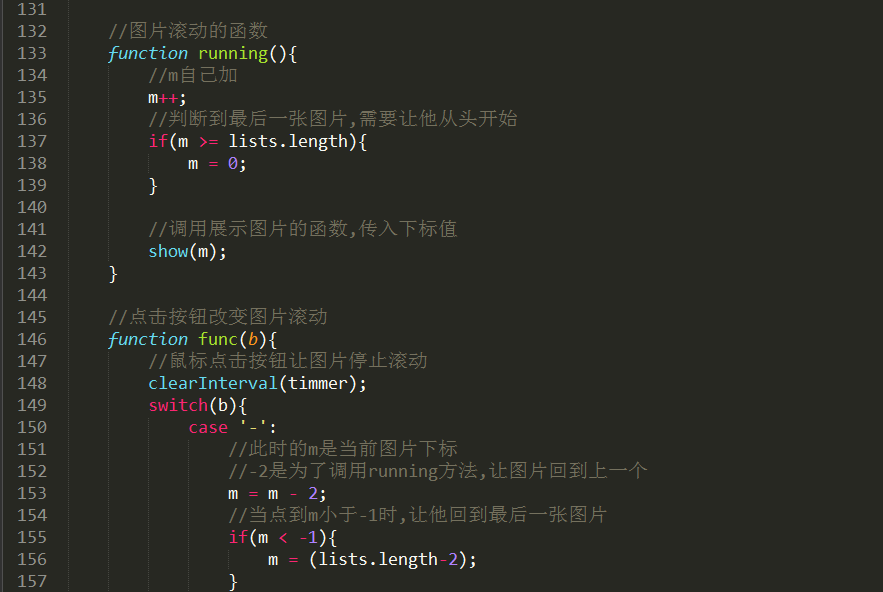 131
132 //图片滚动的函数
133 function running(){
134 //m自己加
135 m++;
136 //判断到最后一张图片,需要让他从头开始
137 if(m >= lists.length){
138 m = 0;
139 }
140
141 //调用展示图片的函数,传入下标值
142 show(m);
143 }
144
145 //点击按钮改变图片滚动
146 function func(b){
147 //鼠标点击按钮让图片停止滚动
148 clearInterval(timmer);
149 switch(b){
150 case '-':
151 //此时的m是当前图片下标
152 //-2是为了调用running方法,让图片回到上一个
153 m = m - 2;
154 //当点到m小于-1时,让他回到最后一张图片
155 if(m < -1){
156 m = (lists.length-2);
157 }